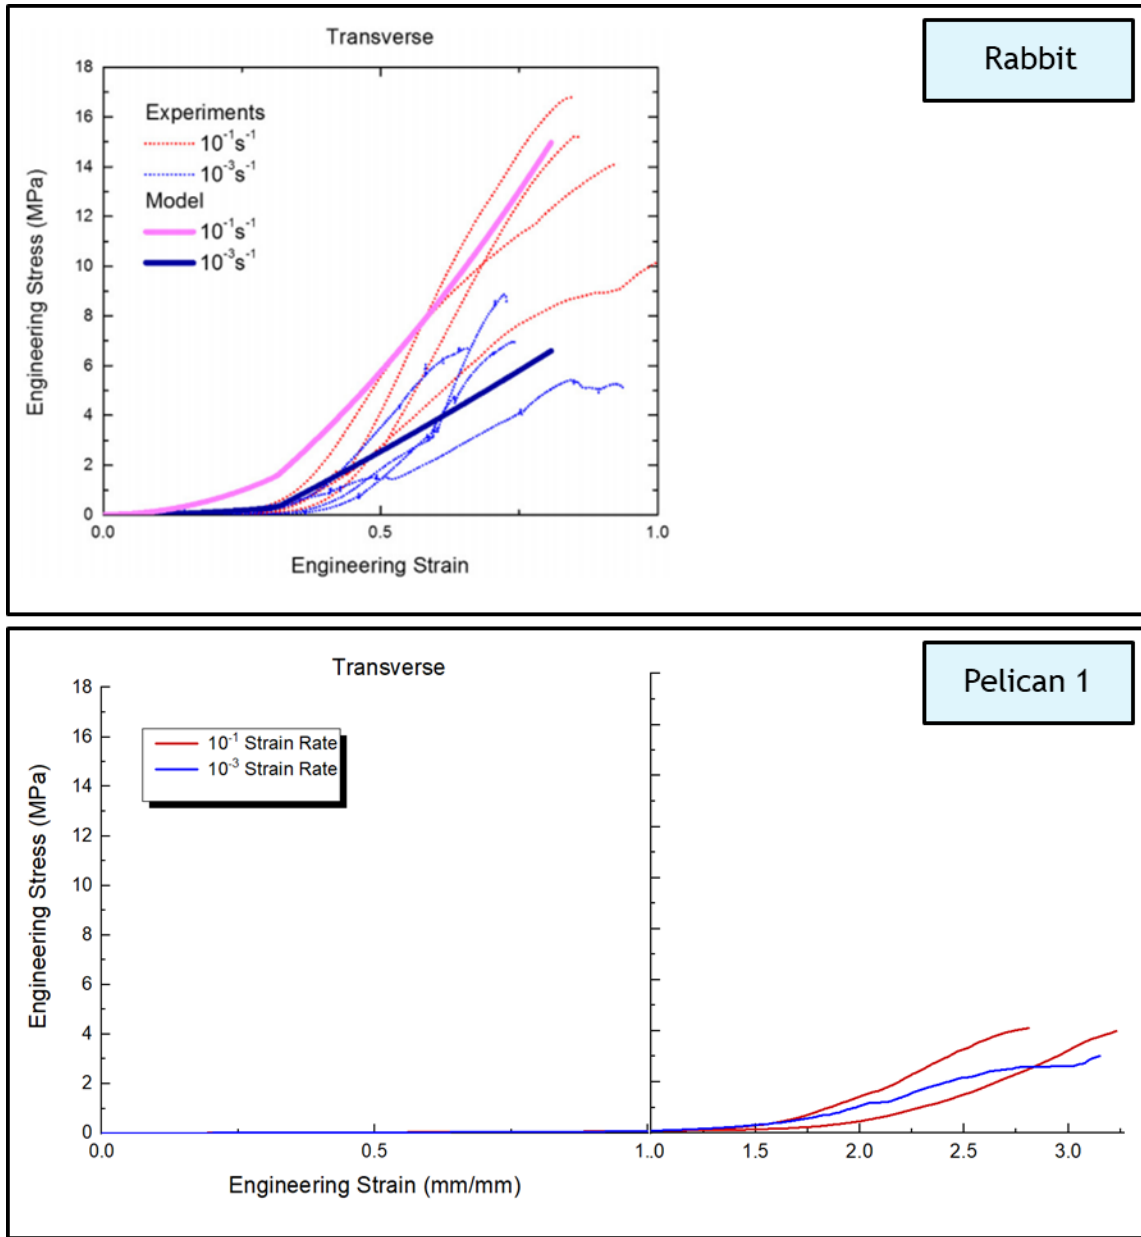 Transverse
Rabbit
Experiments
10⁻¹s⁻¹
10⁻³s⁻¹
Model
10⁻¹s⁻¹
10⁻³s⁻¹
Engineering Stress (MPa)
18
16
14
12
10
8
6
4
2
0
0.0
0.5
1.0
Engineering Strain
Transverse
Pelican 1
10⁻¹ Strain Rate
10⁻³ Strain Rate
Engineering Stress (MPa)
18
16
14
12
10
8
6
4
2
0
0.0
0.5
1..0
1.5
2.0
2.5
3.0
Engineering Strain (mm/mm)